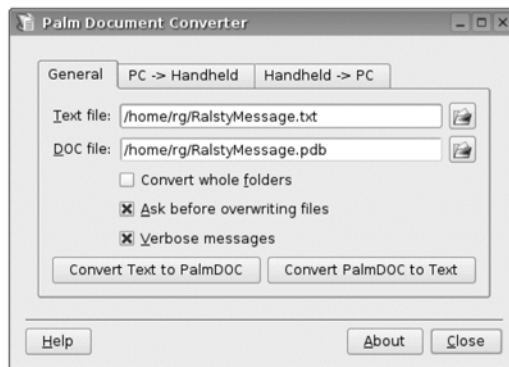 Palm Document Converter
General PC -> Handheld Handheld -> PC
Text file: /home/rg/RalstyMessage.txt
DOC file: /home/rg/RalstyMessage.pdb
Convert whole folders
Ask before overwriting files
Verbose messages
Convert Text to PalmDOC Convert PalmDOC to Text
Help About Close